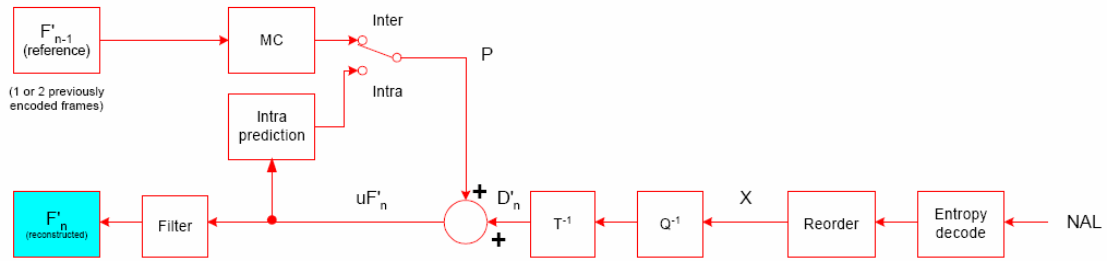 F'n-1
(reference)
MC
Inter
P
(1 or 2 previously
encoded frames)
Intra
Intra
prediction
F'n
(reconstructed)
Filter
uF'n
+
D'n
+
T-1
Q-1
X
Reorder
Entropy
decode
NAL